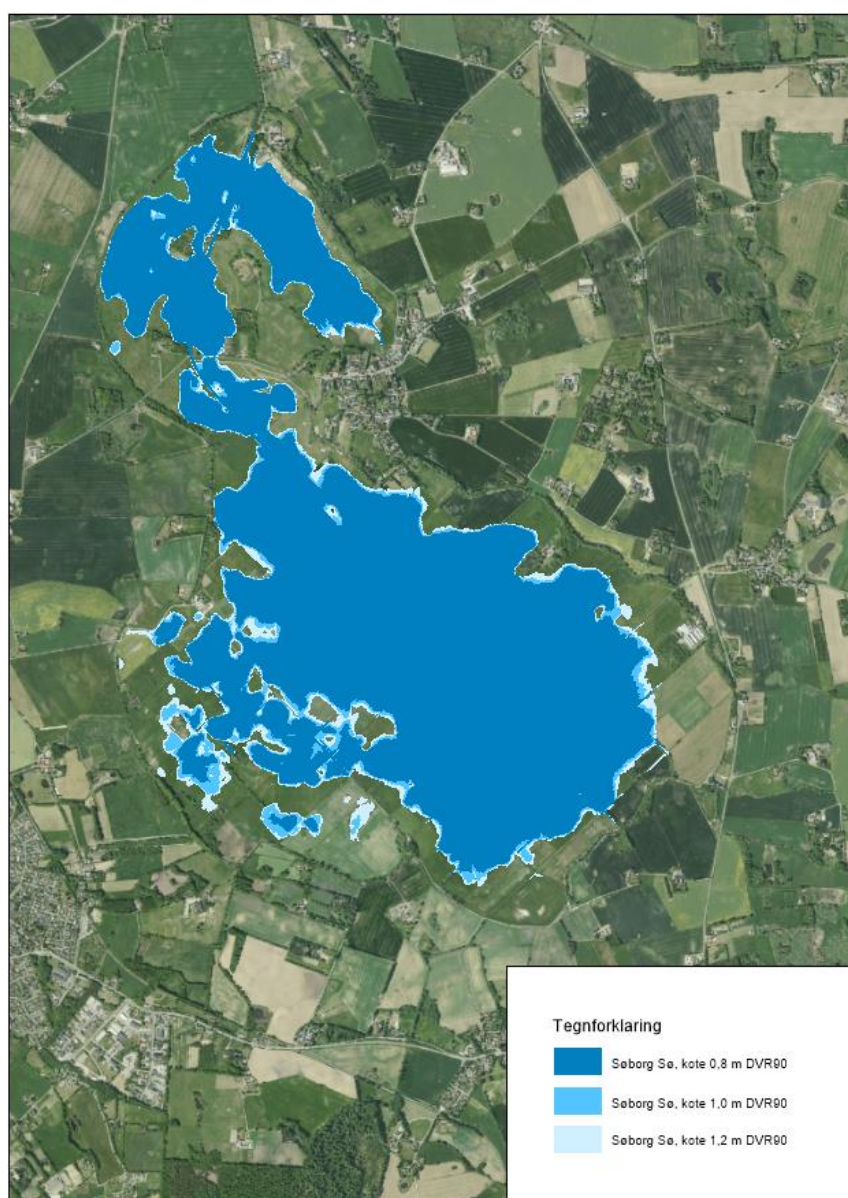 Tegnforklaring
Søborg Sø, kote 0,8 m DVR90
Søborg Sø, kote 1,0 m DVR90
Søborg Sø, kote 1,2 m DVR90